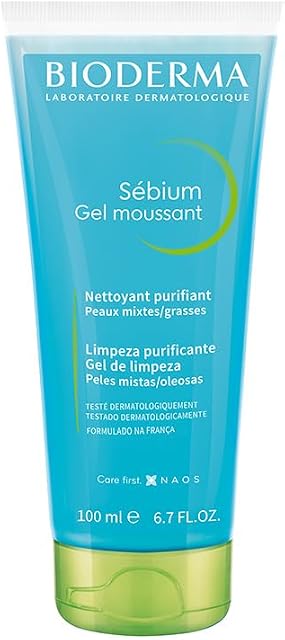 BIODERMA
LABORATOIRE DERMATOLOGIQUE
Sébium
Gel moussant
Nettoyant purifiant
Peaux mixtes/grasses
Limpeza purificante
Gel de limpeza
Peles mistas/oleosas
TESTÉ DERMATOLOGIQUEMENT
TESTADO DERMATOLOGICAMENTE
FORMULADO NA FRANÇA
Care first. NAOS
100 ml ℮ 6.7 FL.OZ.